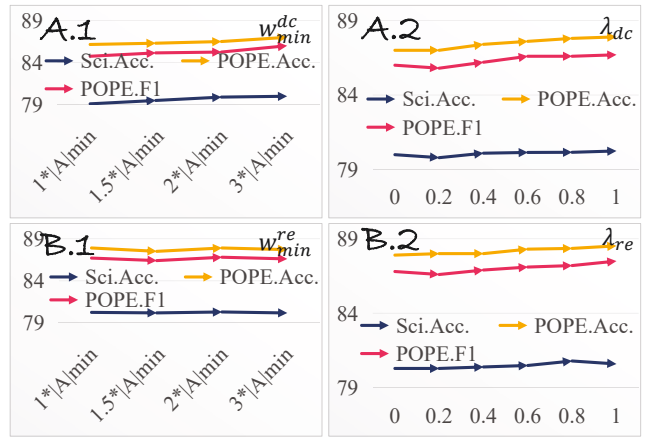 89
A.1
w_min^dc
84
Sci.Acc.
POPE.Acc.
POPE.F1
79
1*|A|min
1.5*|A|min
2*|A|min
3*|A|min
89
A.2
λ_dc
84
Sci.Acc.
POPE.Acc.
POPE.F1
79
0 0.2 0.4 0.6 0.8 1
89
B.1
w_min^re
84
Sci.Acc.
POPE.Acc.
POPE.F1
79
1*|A|min
1.5*|A|min
2*|A|min
3*|A|min
89
B.2
λ_re
84
Sci.Acc.
POPE.Acc.
POPE.F1
79
0 0.2 0.4 0.6 0.8 1